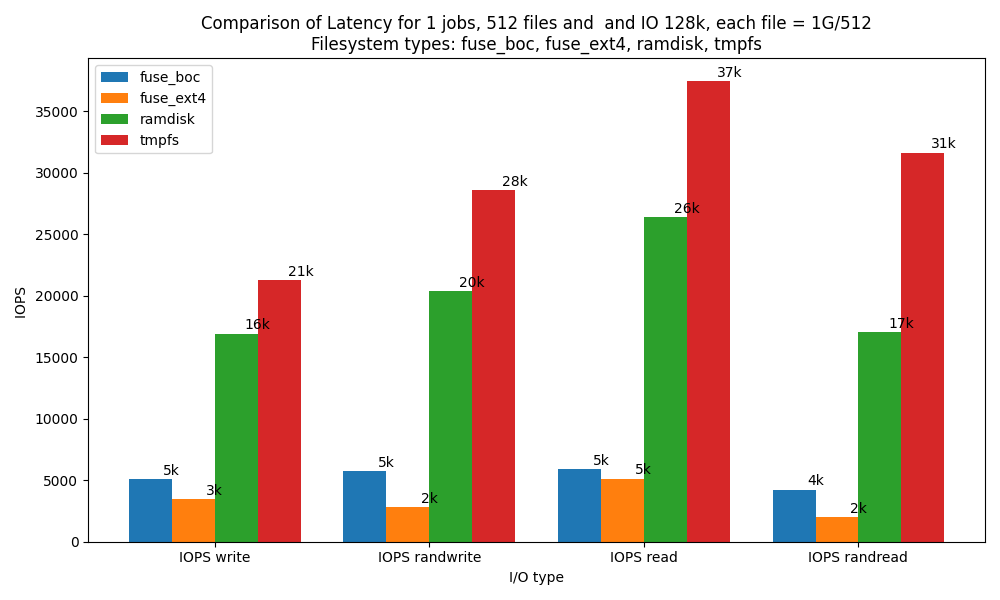 Comparison of Latency for 1 jobs, 512 files and  and IO 128k, each file = 1G/512
Filesystem types: fuse_boc, fuse_ext4, ramdisk, tmpfs
fuse_boc
fuse_ext4
ramdisk
tmpfs
IOPS
35000
30000
25000
20000
15000
10000
5000
0
5k
3k
16k
21k
5k
2k
20k
28k
5k
5k
26k
37k
4k
2k
17k
31k
IOPS write
IOPS randwrite
IOPS read
IOPS randread
I/O type